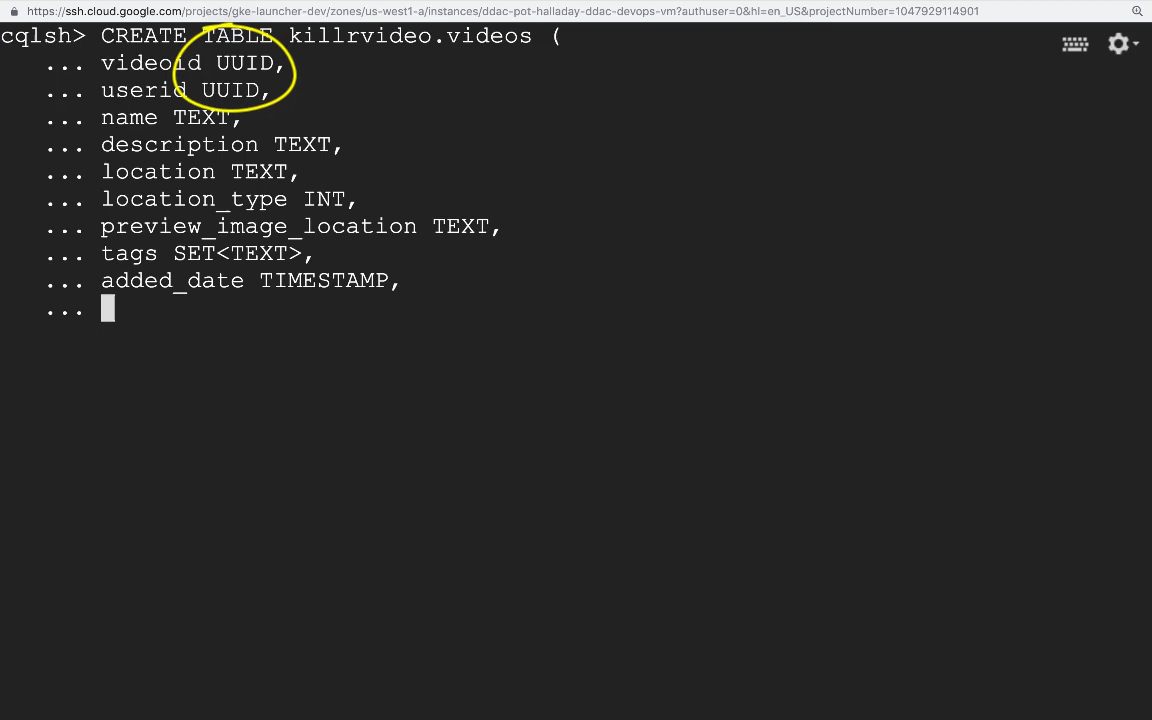 https://ssh.cloud.google.com/projects/gke-launcher-dev/zones/us-west1-a/instances/ddac-pot-halladay-ddac-devops-vm?authuser=0&hl=en_US&projectNumber=1047929114901
cqlsh> CREATE TABLE killrvideo.videos (
... videoid UUID,
... userid UUID,
... name TEXT,
... description TEXT,
... location TEXT,
... location_type INT,
... preview_image_location TEXT,
... tags SET<TEXT>,
... added_date TIMESTAMP,
...